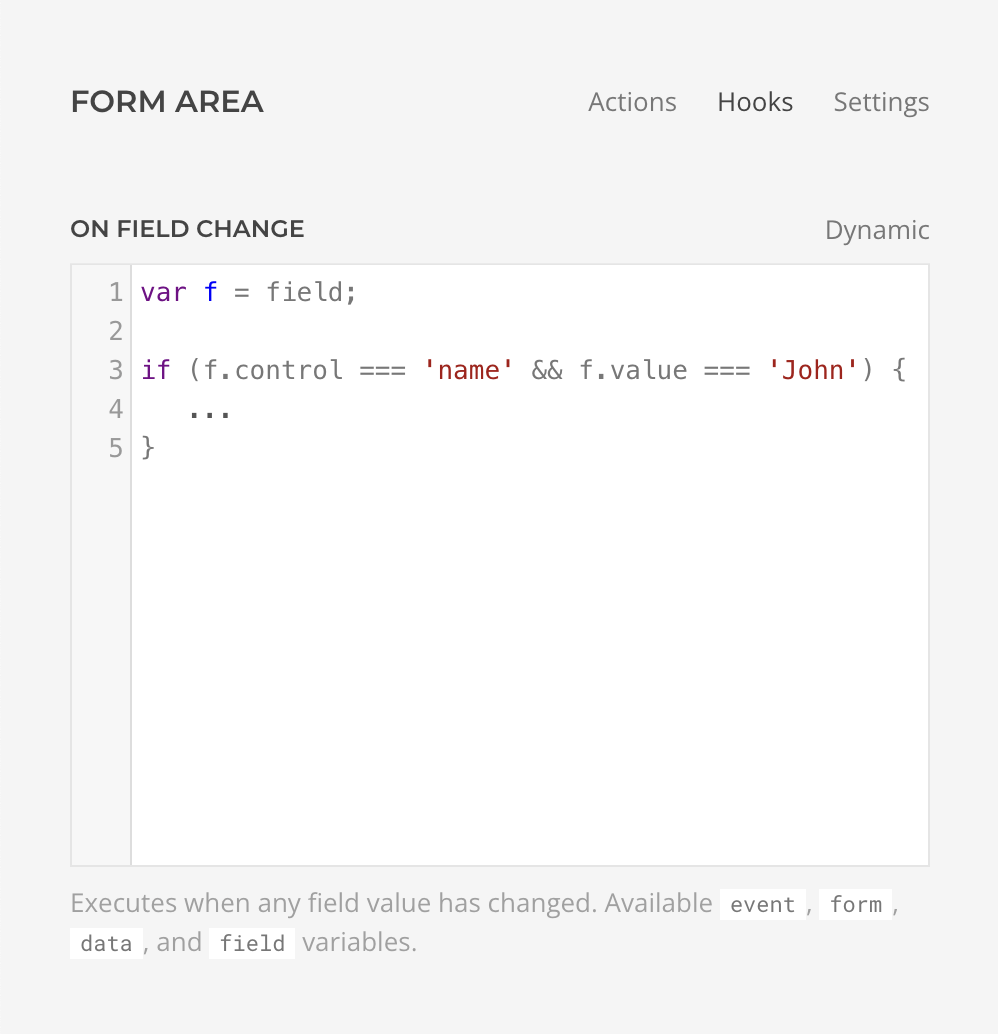 FORM AREA Actions Hooks Settings
ON FIELD CHANGE Dynamic
1 var f = field;
2
3 if (f.control === 'name' && f.value === 'John') {
4    ...
5 }
Executes when any field value has changed. Available event, form,
data, and field variables.